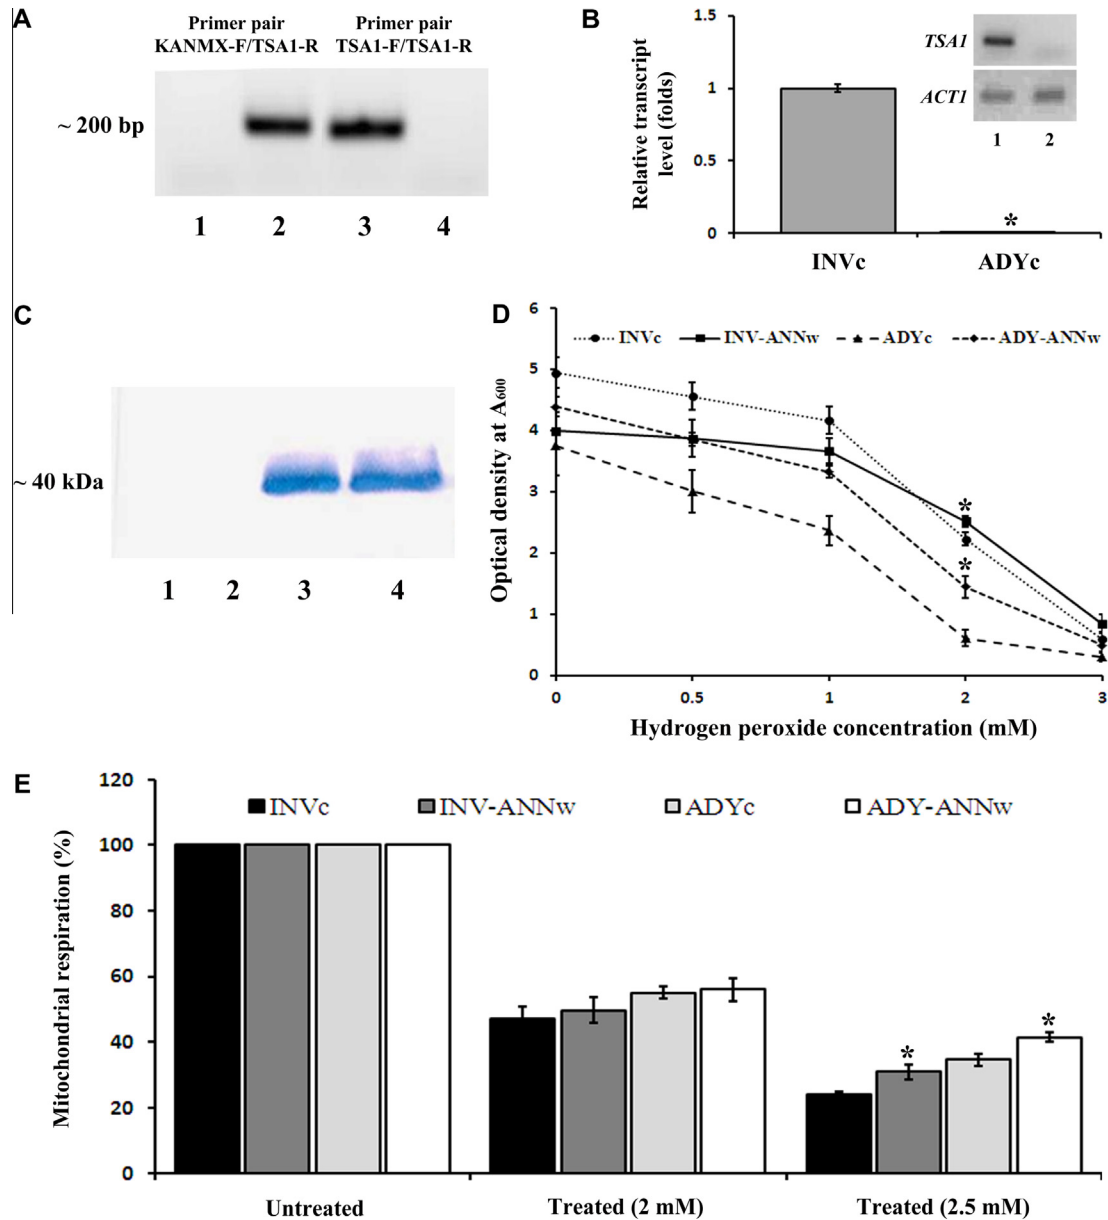 A
Primer pair
KANMX-F/TSA1-R
Primer pair
TSA1-F/TSA1-R
~ 200 bp
1 2 3 4
B
Relative transcript
level (folds)
1.5
1
0.5
0
*
INVc ADYc
TSA1
ACT1
1 2
C
~ 40 kDa
1 2 3 4
D
Optical density at A600
6
5
4
3
2
1
0
INVc INV-ANNw ADYc ADY-ANNw
*
*
0 0.5 1 2 3
Hydrogen peroxide concentration (mM)
E
Mitochondrial respiration (%)
120
100
80
60
40
20
0
INVc INV-ANNw ADYc ADY-ANNw
* *
Untreated Treated (2 mM) Treated (2.5 mM)